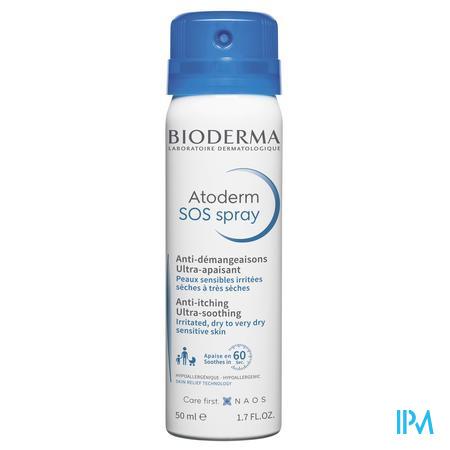 BIODERMA
LABORATOIRE DERMATOLOGIQUE
Atoderm
SOS spray
Anti-démangeaisons
Ultra-apaisant
Peaux sensibles irritées
sèches à très sèches
Anti-itching
Ultra-soothing
Irritated, dry to very dry
sensitive skin
Apaise en
Soothes in
60
Sec.
HYPOALLERGÉNIQUE - HYPOALLERGENIC
SKIN RELIEF TECHNOLOGY
Care first. NAOS
50 ml e 1.7 FL.OZ.
IPM